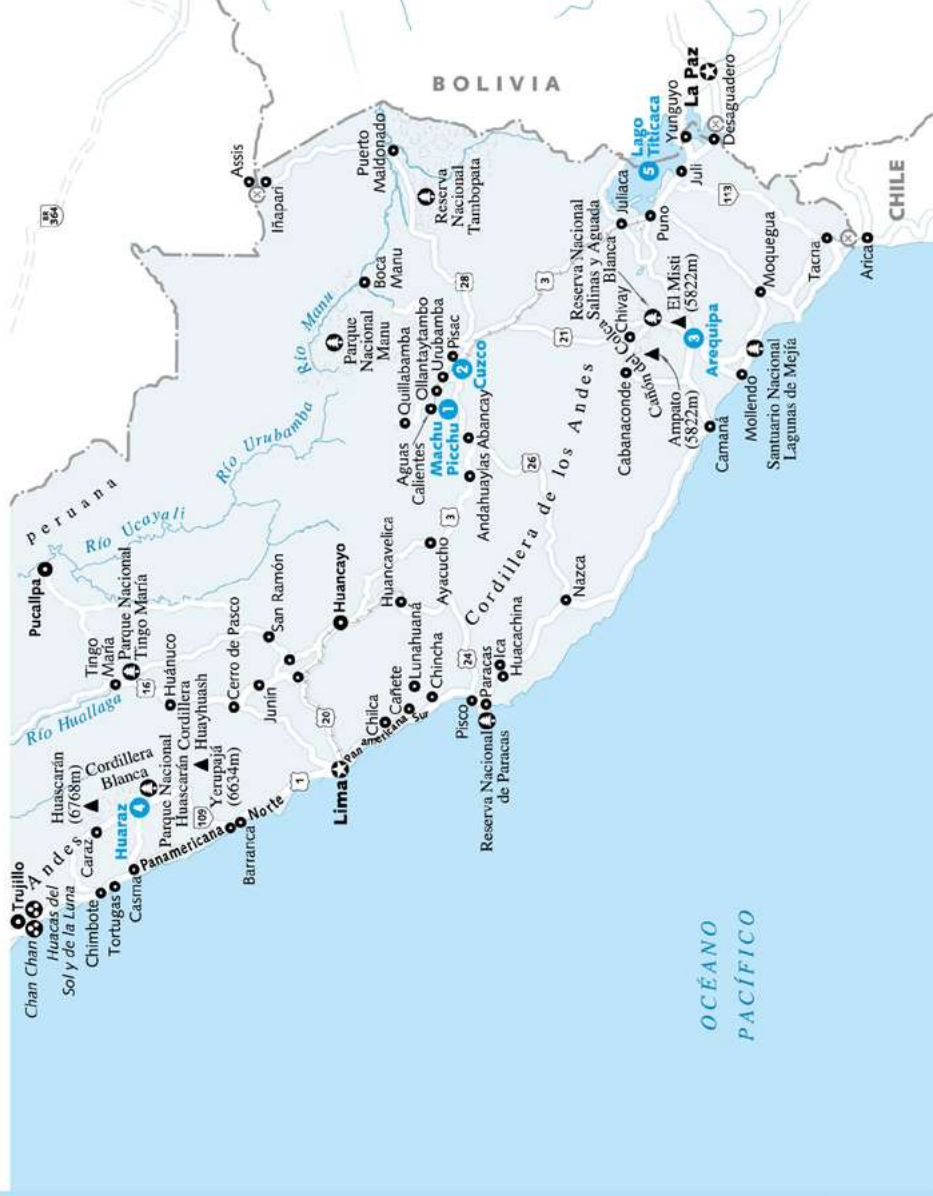 Trujillo
Chan Chan
Huacas del
Sol y de la Luna
Andes
Chimbote
Tortugas
Casma
Caraz
Huascarán
(6768m)
Cordillera
Blanca
Huaraz
4
Parque Nacional
Huascarán
Cordillera
Huayhuash
Yerupajá
(6634m)
109
Panamericana Norte
Barranca
Río Huallaga
Tingo
María
Parque Nacional
Tingo María
16
Huánuco
Cerro de Pasco
Junín
San Ramón
Pucallpa
peruana
Río Ucayali
Río Urubamba
1
Lima
20
Huancayo
Panamericana Sur
Chilca
Cañete
Lunahuaná
Chincha
Huancavelica
Ayacucho
3
24
Pisco
Paracas
Reserva Nacional
de Paracas
Ica
Huacachina
Nazca
26
Cordillera de los Andes
Andahuaylas
Abancay
Machu
Picchu
1
Cuzco
2
Aguas
Calientes
Quillabamba
Ollantaytambo
Urubamba
Pisac
Parque
Nacional
Manu
Río Manu
Boca
Manu
BR
364
Assis
Iñapari
Puerto
Maldonado
Reserva
Nacional
Tambopata
28
3
21
BOLIVIA
Reserva Nacional
Salinas y Aguada
Blanca
Chivay
Cañón del Colca
Cabanaconde
Ampato
(5822m)
El Misti
(5822m)
3
Arequipa
Camaná
Mollendo
Santuario Nacional
Lagunas de Mejía
Moquegua
Juliaca
Puno
5
Lago
Titicaca
Juli
Yunguyo
La Paz
Desaguadero
113
Tacna
Arica
CHILE
OCÉANO
PACÍFICO